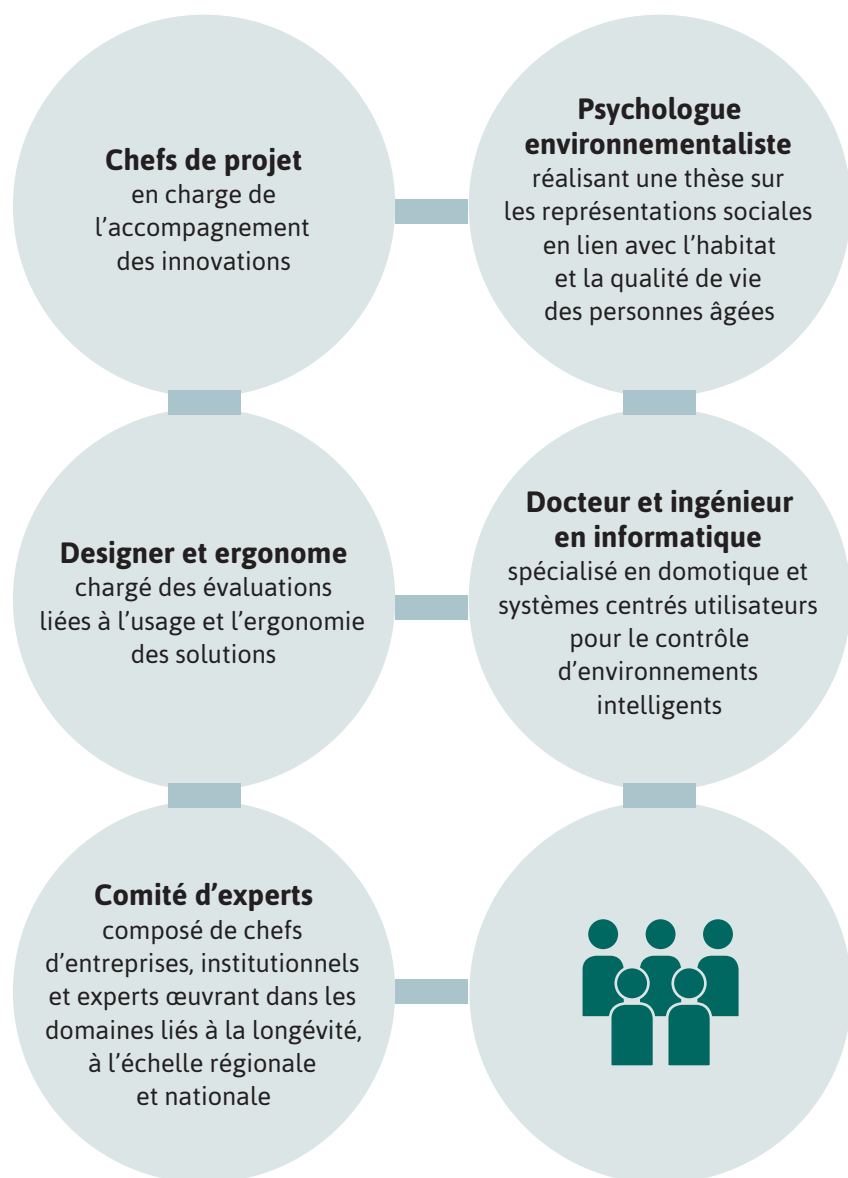 Chefs de projet
en charge de
l’accompagnement
des innovations
Psychologue
environnementaliste
réalisant une thèse sur
les représentations sociales
en lien avec l’habitat
et la qualité de vie
des personnes âgées
Designer et ergonome
chargé des évaluations
liées à l’usage et l’ergonomie
des solutions
Docteur et ingénieur
en informatique
spécialisé en domotique et
systèmes centrés utilisateurs
pour le contrôle
d’environnements
intelligents
Comité d’experts
composé de chefs
d’entreprises, institutionnels
et experts œuvrant dans les
domaines liés à la longévité,
à l’échelle régionale
et nationale